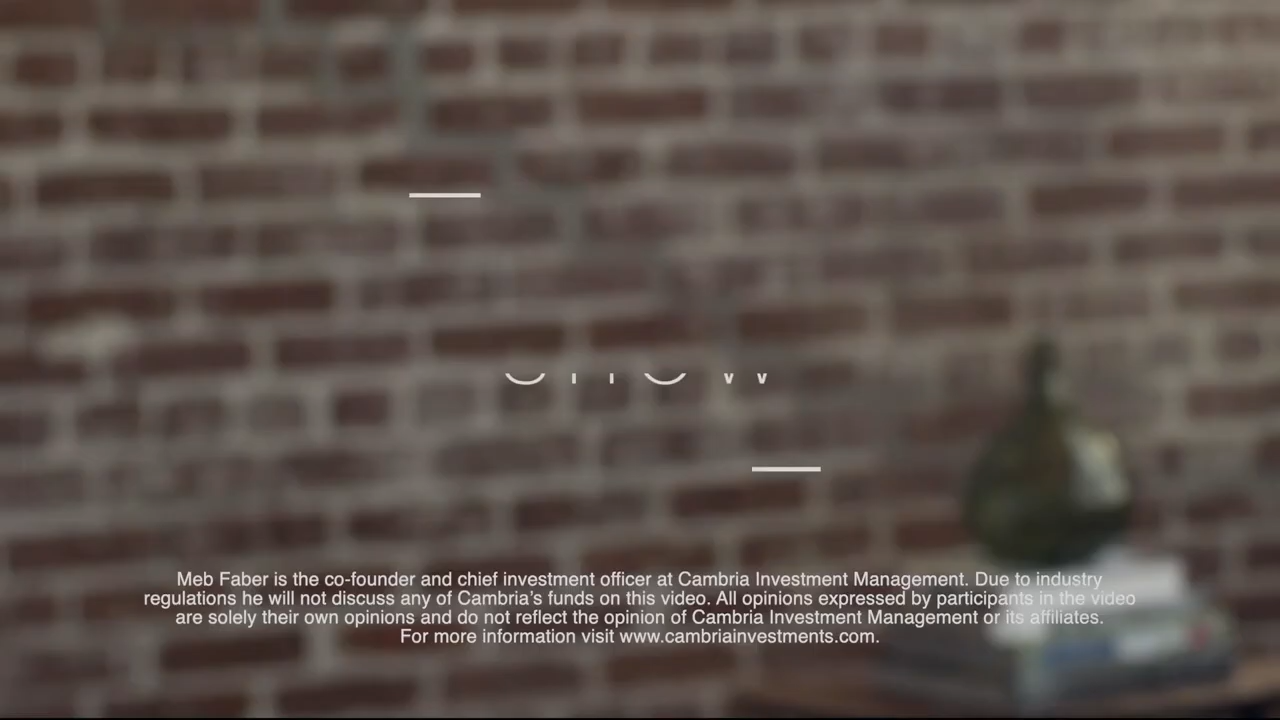 Meb Faber is the co-founder and chief investment officer at Cambria Investment Management. Due to industry
regulations he will not discuss any of Cambria's funds on this video. All opinions expressed by participants in the video
are solely their own opinions and do not reflect the opinion of Cambria Investment Management or its affiliates.
For more information visit www.cambriainvestments.com.